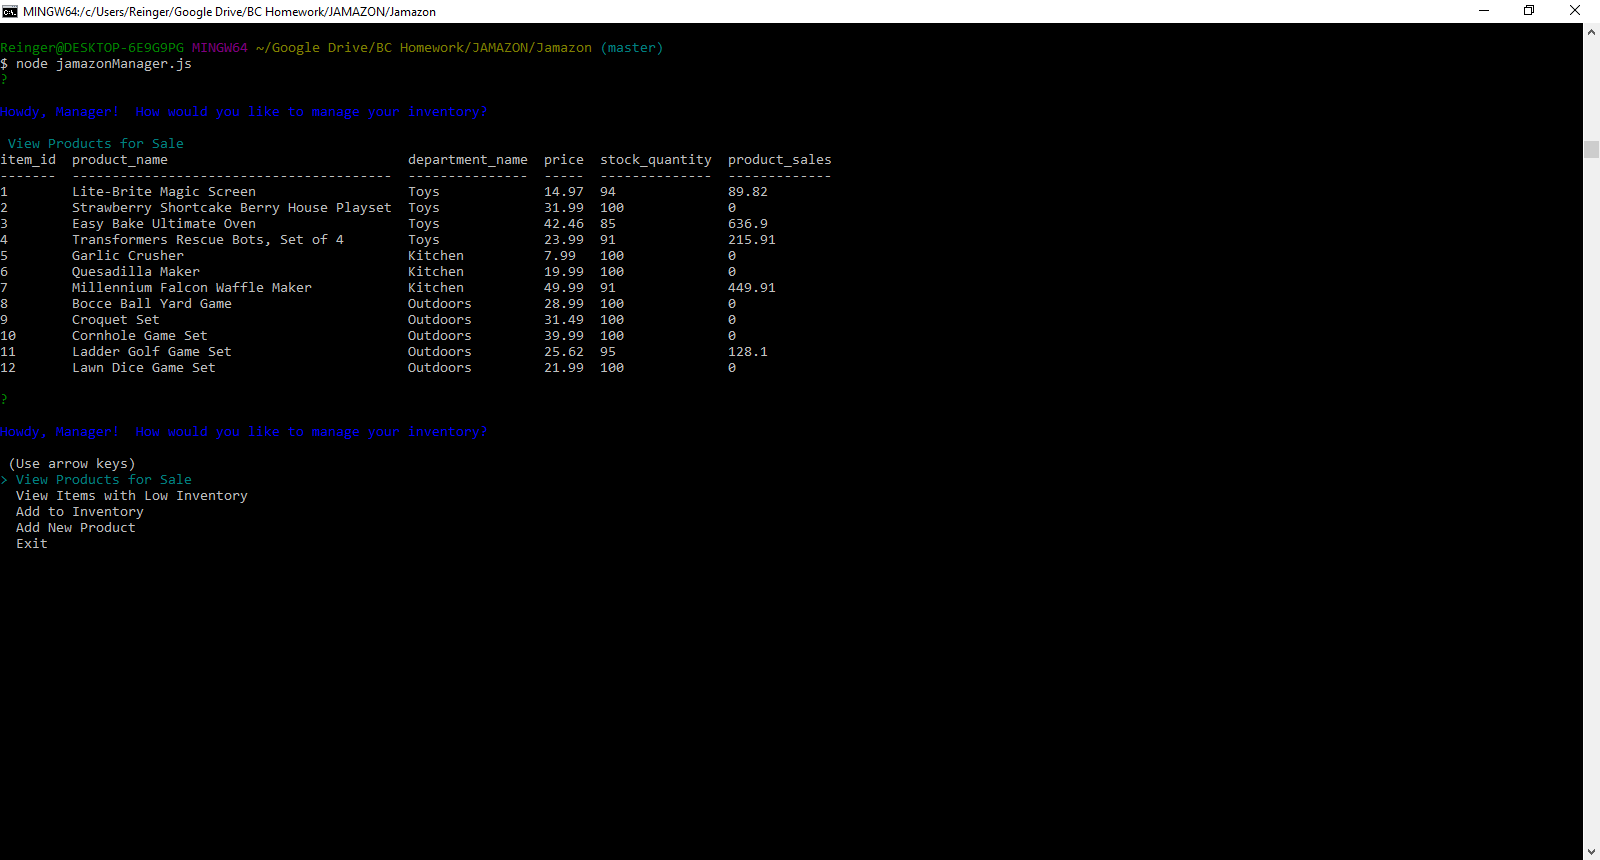 MINGW64:/c/Users/Reinger/Google Drive/BC Homework/JAMAZON/Jamazon
Reinger@DESKTOP-6E9G9PG MINGW64 ~/Google Drive/BC Homework/JAMAZON/Jamazon (master)
$ node jamazonManager.js
?
Howdy, Manager!  How would you like to manage your inventory?
 View Products for Sale
item_id  product_name                              department_name  price  stock_quantity  product_sales
-------  ----------------------------------------  ---------------  -----  --------------  -------------
1        Lite-Brite Magic Screen                   Toys             14.97  94              89.82
2        Strawberry Shortcake Berry House Playset  Toys             31.99  100             0
3        Easy Bake Ultimate Oven                   Toys             42.46  85              636.9
4        Transformers Rescue Bots, Set of 4        Toys             23.99  91              215.91
5        Garlic Crusher                            Kitchen          7.99   100             0
6        Quesadilla Maker                          Kitchen          19.99  100             0
7        Millennium Falcon Waffle Maker            Kitchen          49.99  91              449.91
8        Bocce Ball Yard Game                      Outdoors         28.99  100             0
9        Croquet Set                               Outdoors         31.49  100             0
10       Cornhole Game Set                         Outdoors         39.99  100             0
11       Ladder Golf Game Set                      Outdoors         25.62  95              128.1
12       Lawn Dice Game Set                        Outdoors         21.99  100             0
?
Howdy, Manager!  How would you like to manage your inventory?
 (Use arrow keys)
> View Products for Sale
  View Items with Low Inventory
  Add to Inventory
  Add New Product
  Exit